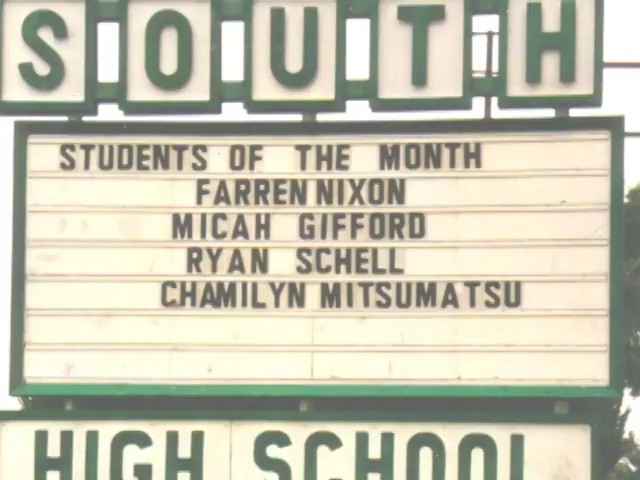 SOUTH
STUDENTS OF THE MONTH
FARREN NIXON
MICAH GIFFORD
RYAN SCHELL
CHAMILYN MITSUMATSU
HIGH SCHOOL